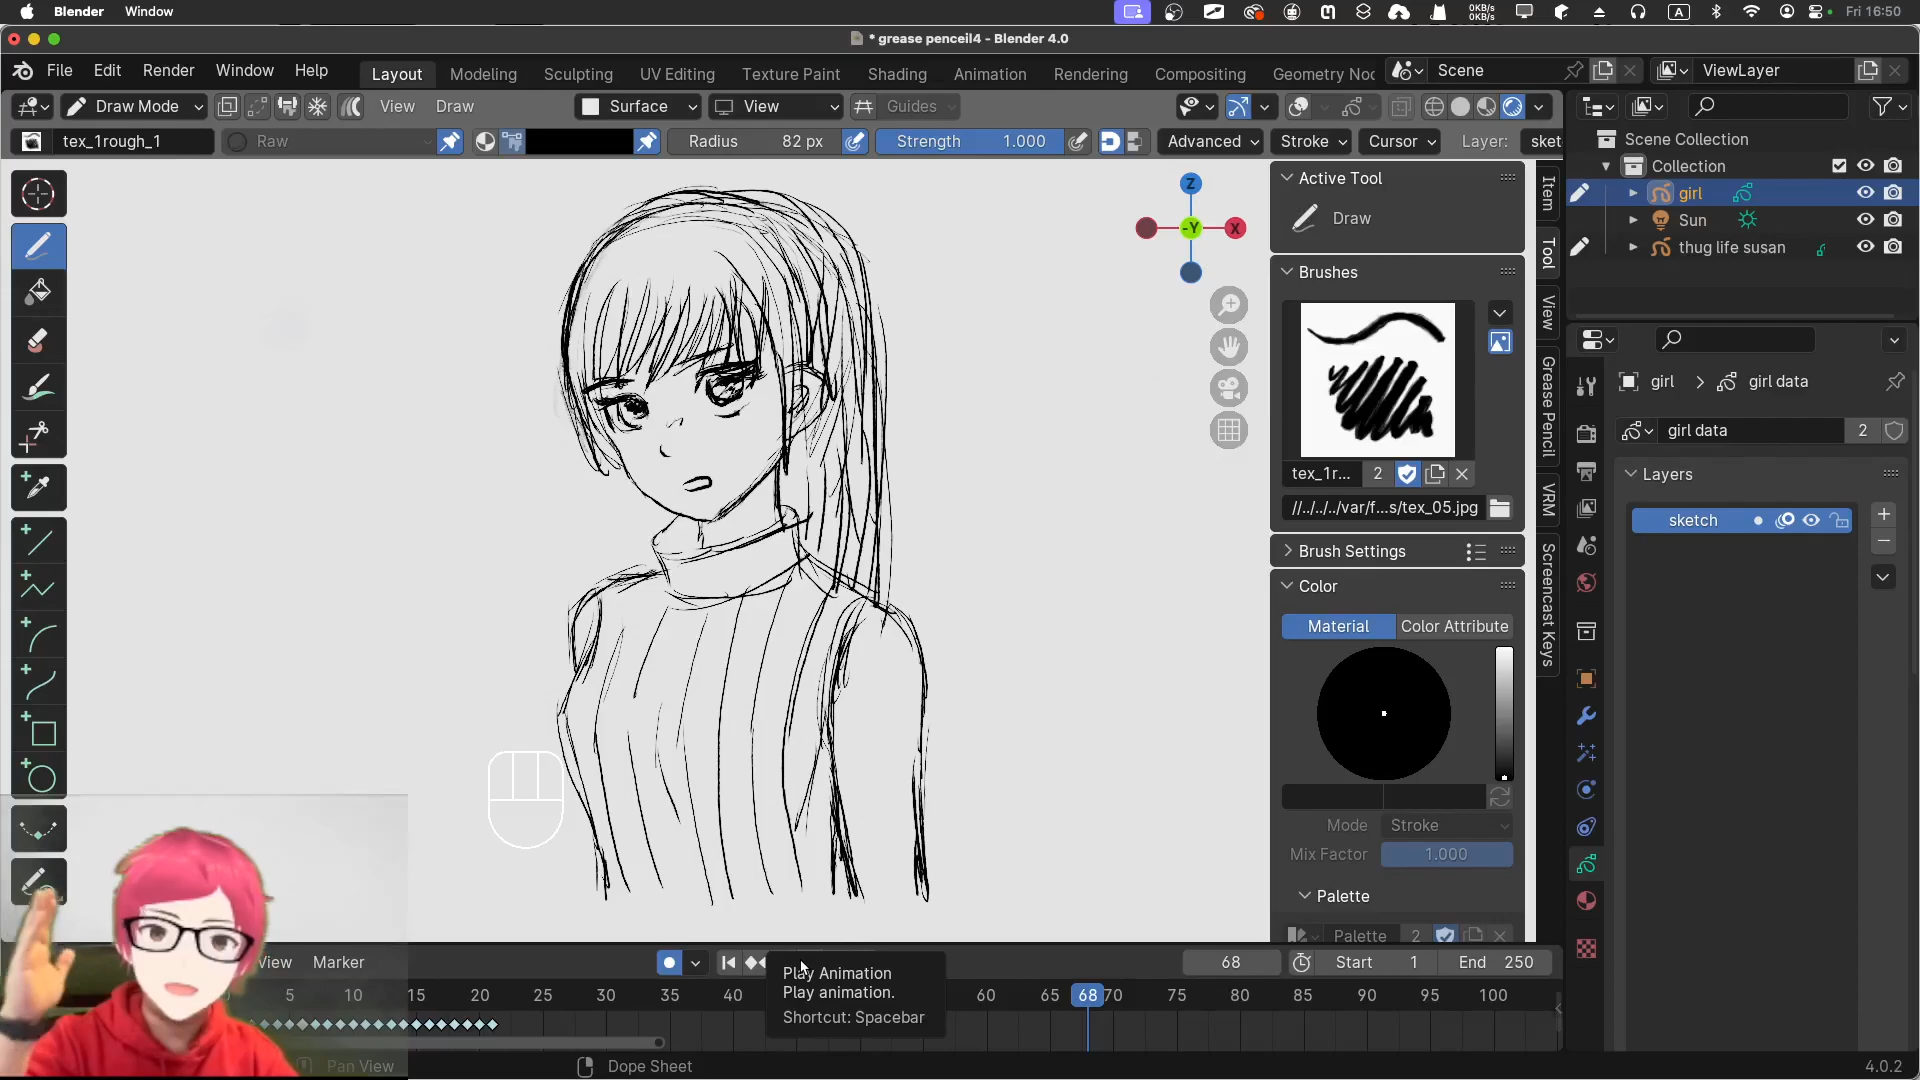 Blender Window 0KB/s 0KB/s A Fri 16:50
* grease penceil4 - Blender 4.0
File Edit Render Window Help Layout Modeling Sculpting UV Editing Texture Paint Shading Animation Rendering Compositing Geometry Noc Scene ViewLayer
Draw Mode View Draw Surface View Guides
tex_1rough_1 Raw Radius 82 px Strength 1.000 Advanced Stroke Cursor Layer: sket
Z
-Y X
Active Tool
Draw
Brushes
tex_1r... 2
//../../../var/f...s/tex_05.jpg
Brush Settings
Color
Material Color Attribute
Mode Stroke
Mix Factor 1.000
Palette
Palette 2
Item
Tool
View
Grease Pencil
VRM
Screencast Keys
Scene Collection
Collection
girl
Sun
thug life susan
girl girl data
girl data 2
Layers
sketch
View Marker 68 Start 1 End 250
5 10 15 20 25 30 35 40 60 65 68 70 75 80 85 90 95 100
Play Animation
Play animation.
Shortcut: Spacebar
Pan View Dope Sheet 4.0.2